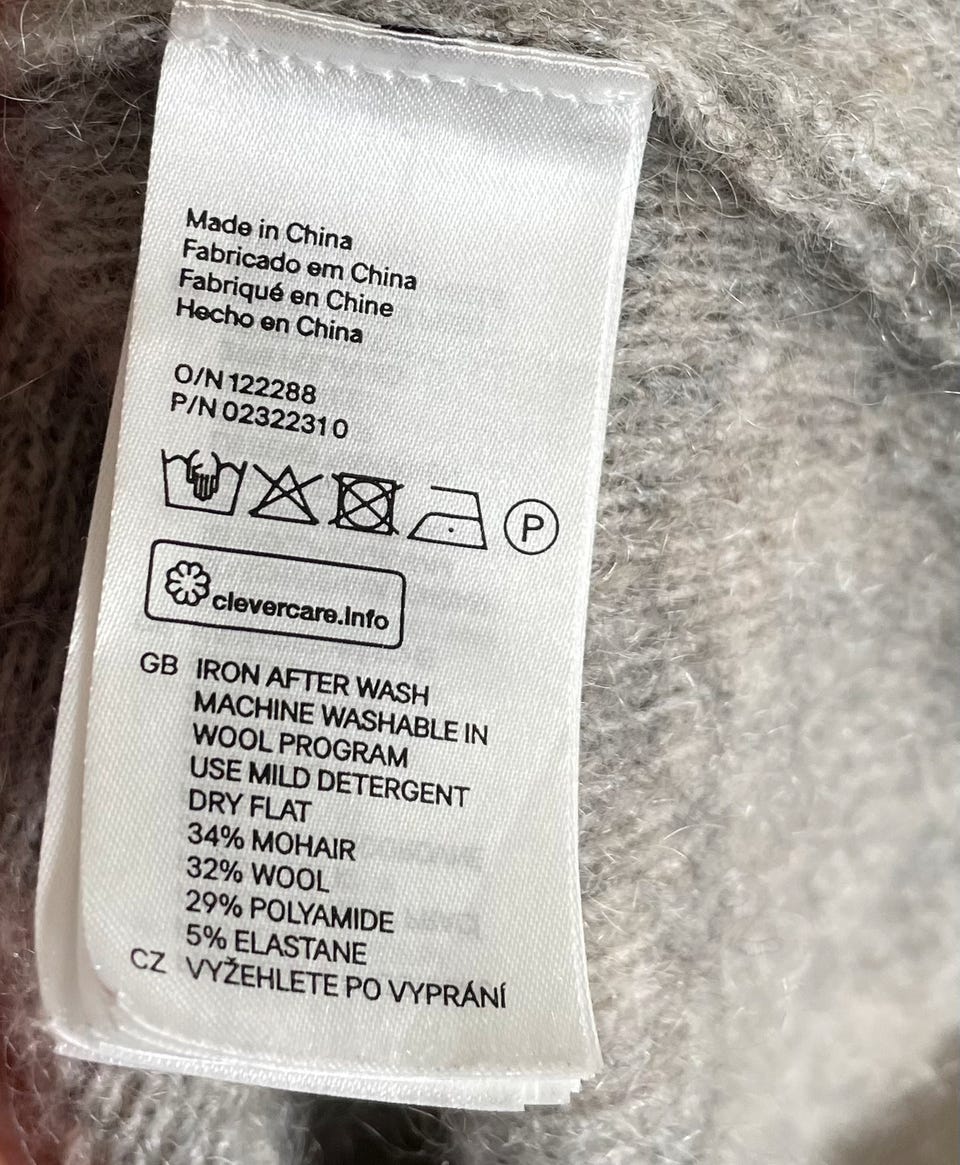 Made in China
Fabricado em China
Fabriqué en Chine
Hecho en China
O/N 122288
P/N 02322310
P
clevercare.info
GB IRON AFTER WASH
MACHINE WASHABLE IN
WOOL PROGRAM
USE MILD DETERGENT
DRY FLAT
34% MOHAIR
32% WOOL
29% POLYAMIDE
5% ELASTANE
CZ VYŽEHLETE PO VYPRÁNÍ